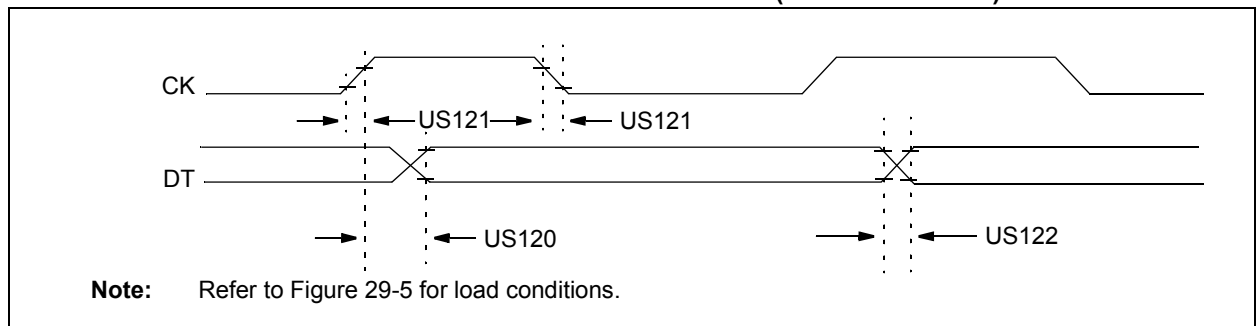 CK
US121 US121
DT
US120 US122
Note: Refer to Figure 29-5 for load conditions.